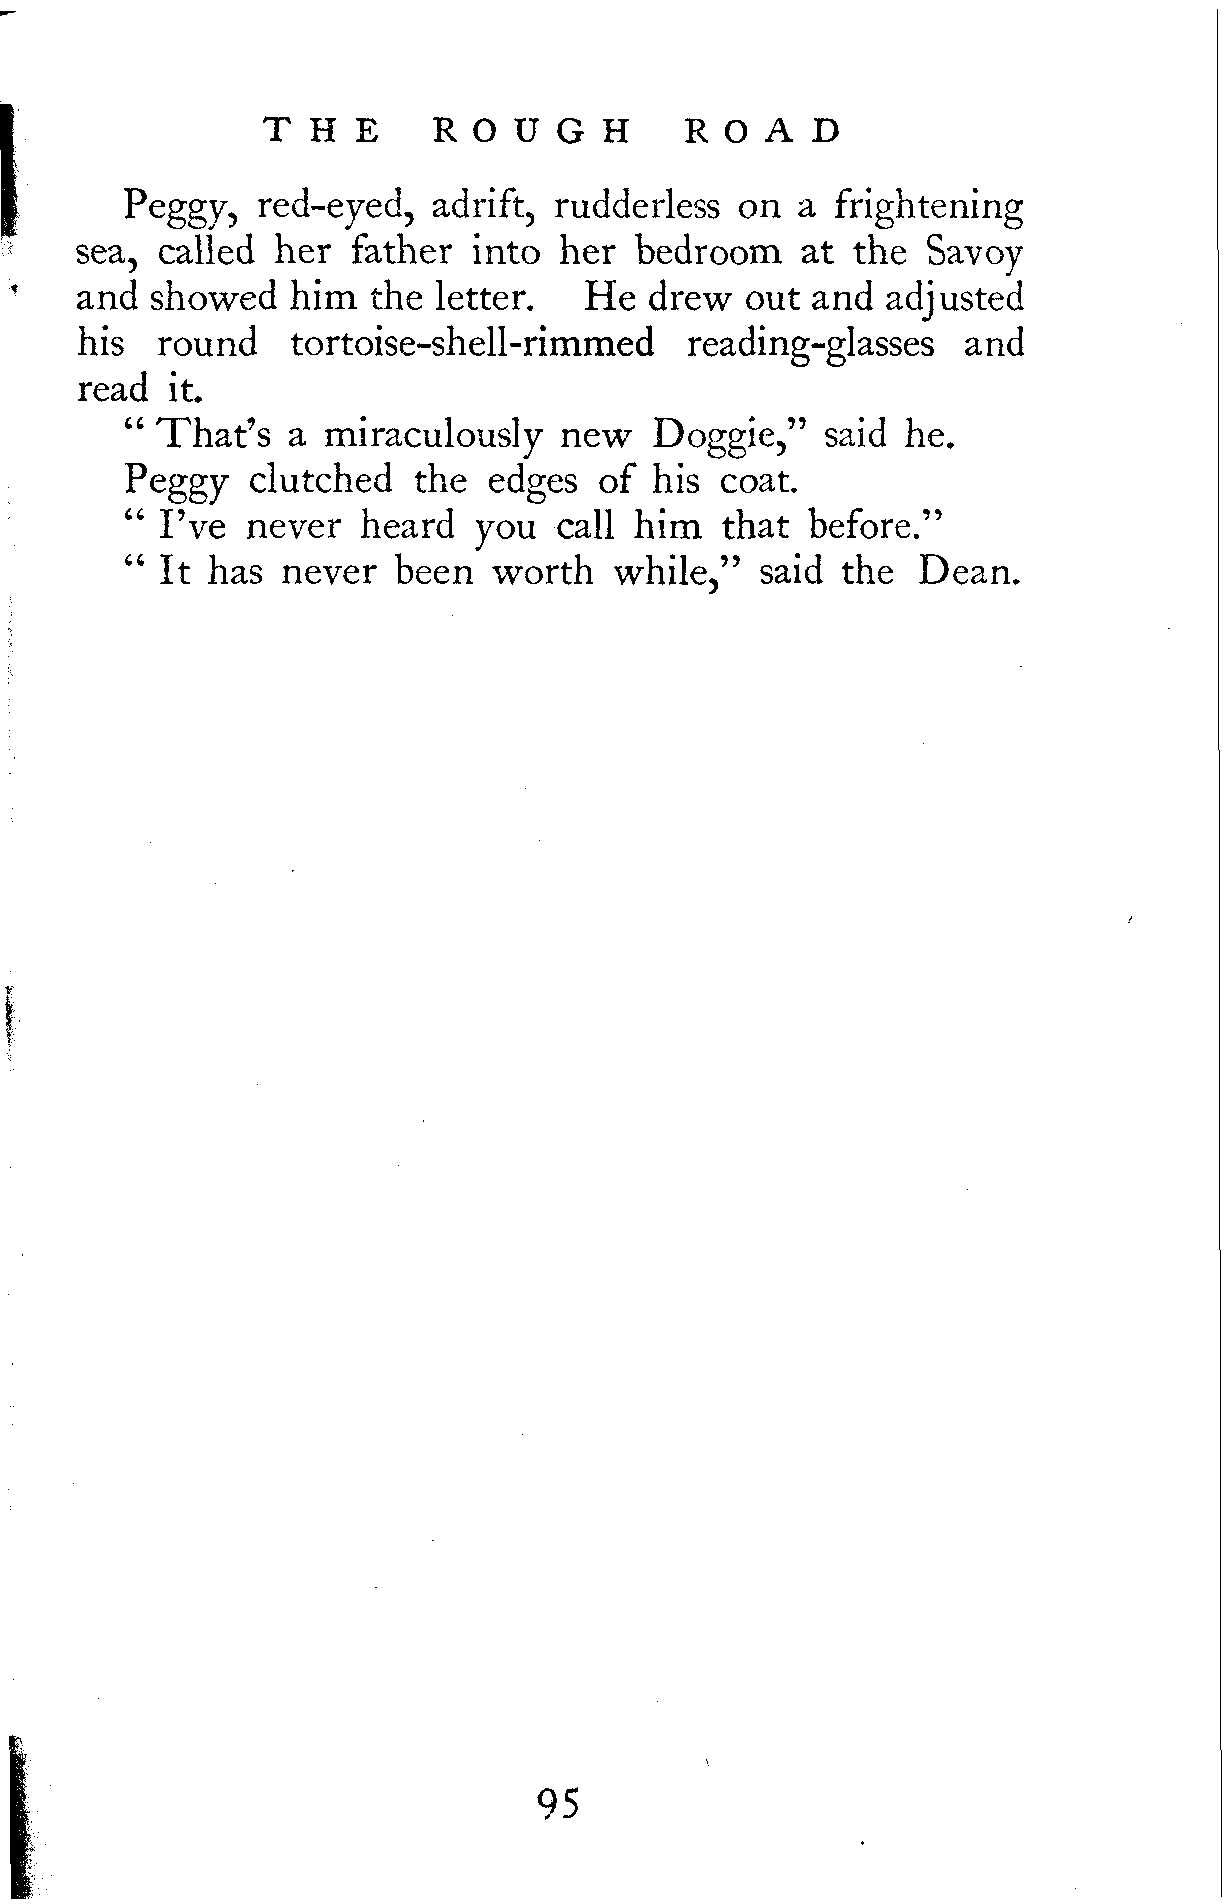 THE ROUGH ROAD
Peggy, red-eyed, adrift, rudderless on a frightening
sea, called her father into her bedroom at the Savoy
and showed him the letter. He drew out and adjusted
his round tortoise-shell-rimmed reading-glasses and
read it.
“ That’s a miraculously new Doggie,” said he.
Peggy clutched the edges of his coat.
“ I’ve never heard you call him that before.”
“ It has never been worth while,” said the Dean.
95